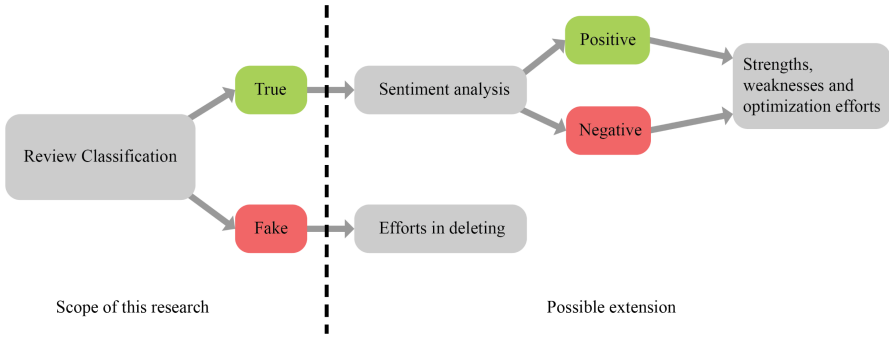 Review Classification
True
Fake
Sentiment analysis
Efforts in deleting
Positive
Negative
Strengths,
weaknesses and
optimization efforts
Scope of this research
Possible extension